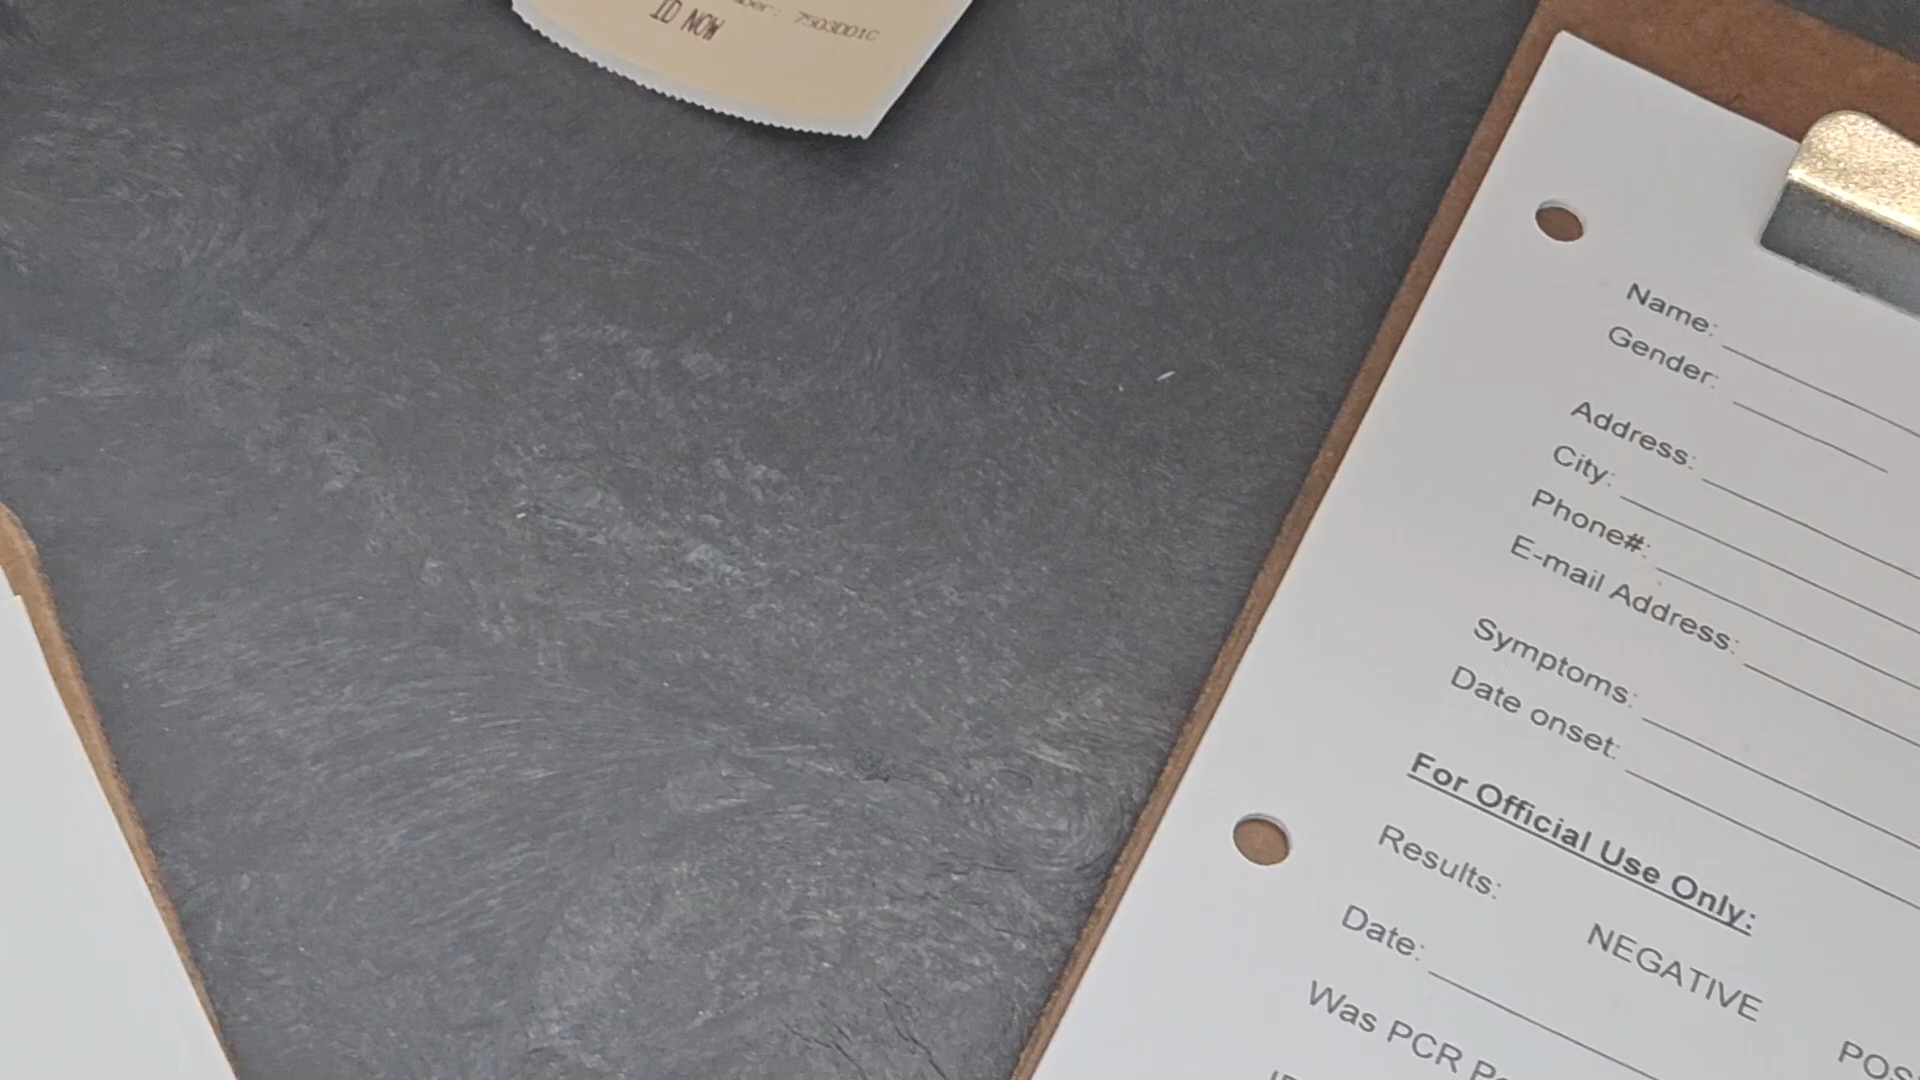 7503D01C
ID NOW
Name:
Gender:
Address:
City:
Phone#:
E-mail Address:
Symptoms:
Date onset:
For Official Use Only:
Results:
NEGATIVE
Date:
Was PCR